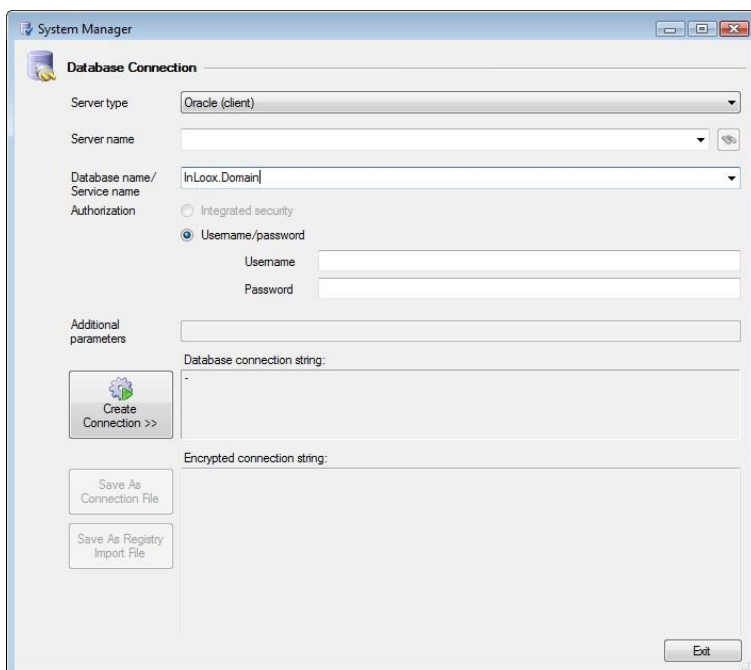 System Manager
Database Connection
Server type
Oracle (client)
Server name
Database name/
Service name
InLoox.Domain
Authorization
Integrated security
Username/password
Username
Password
Additional
parameters
Database connection string:
-
Create
Connection >>
Encrypted connection string:
Save As
Connection File
Save As Registry
Import File
Exit